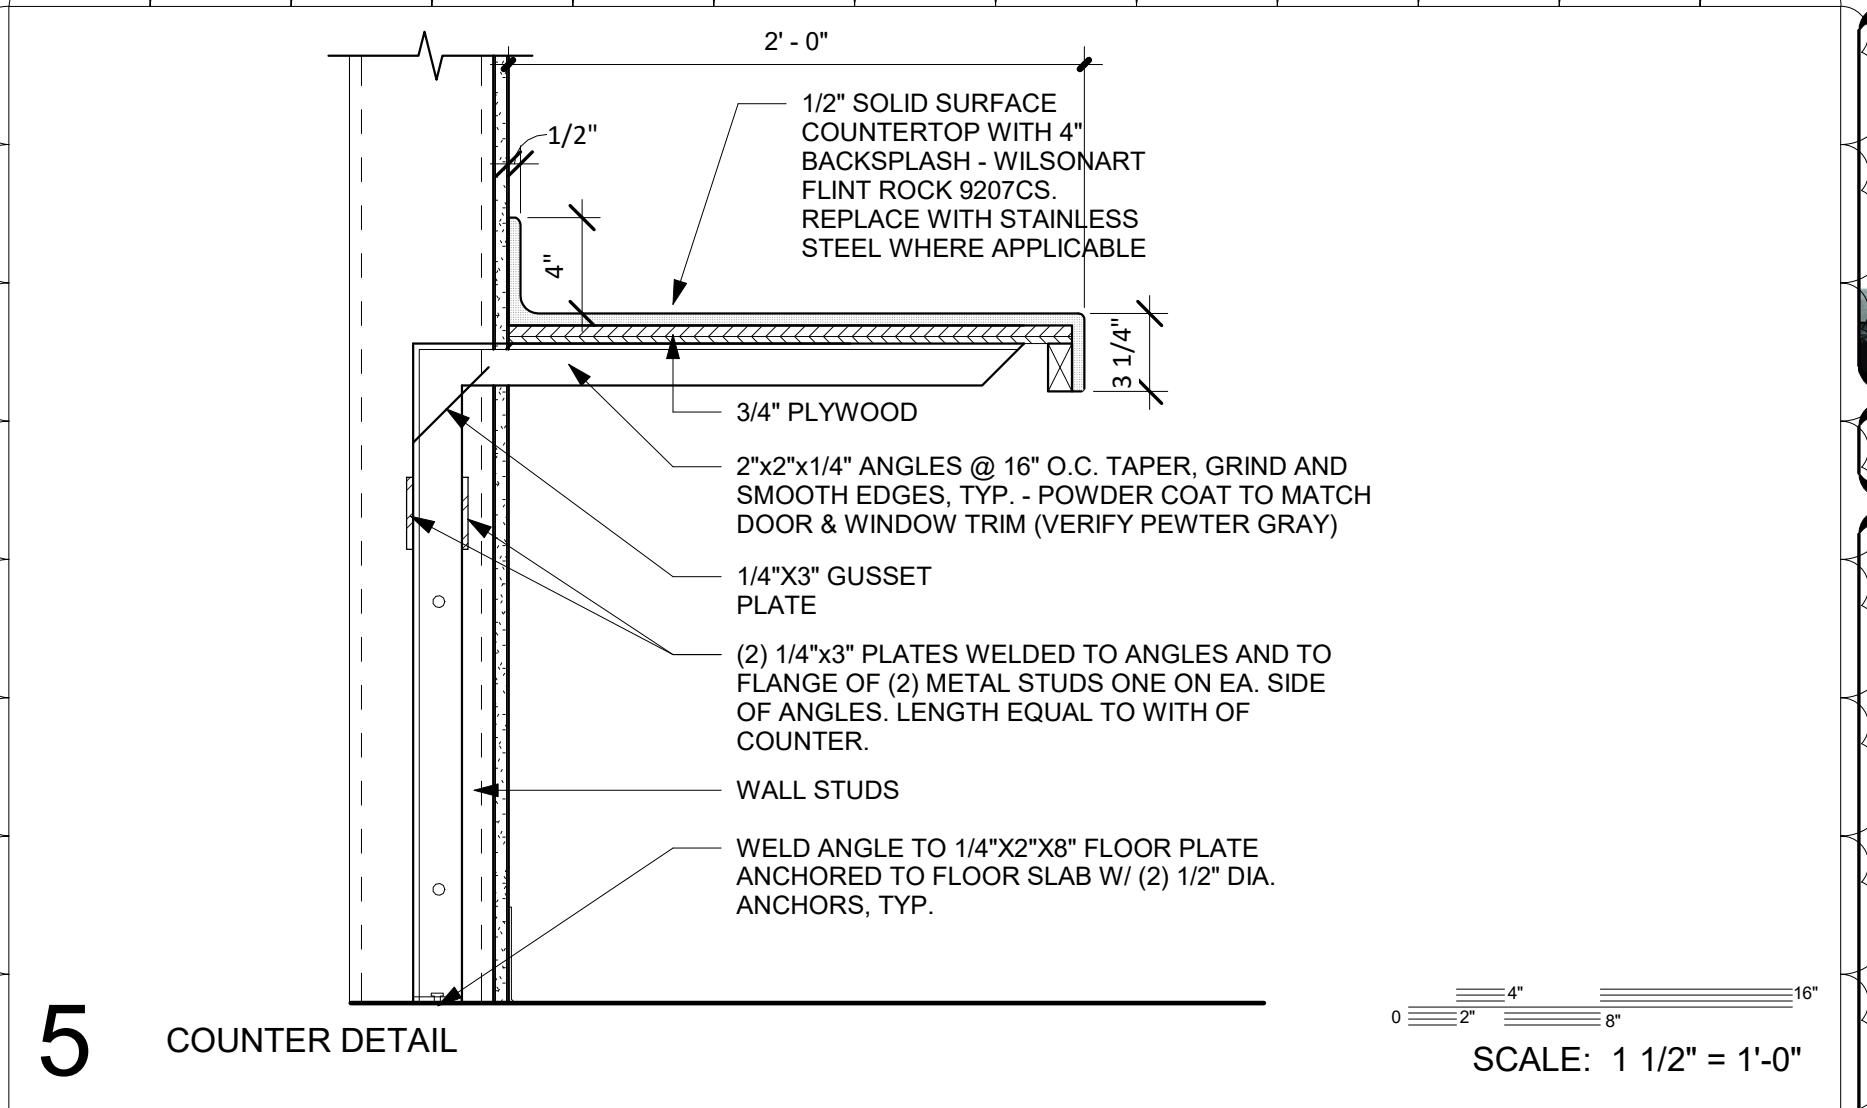 2' - 0"
1/2" SOLID SURFACE
COUNTERTOP WITH 4"
BACKSPLASH - WILSONART
FLINT ROCK 9207CS.
REPLACE WITH STAINLESS
STEEL WHERE APPLICABLE
1/2"
4"
3 1/4"
3/4" PLYWOOD
2"x2"x1/4" ANGLES @ 16" O.C. TAPER, GRIND AND
SMOOTH EDGES, TYP. - POWDER COAT TO MATCH
DOOR & WINDOW TRIM (VERIFY PEWTER GRAY)
1/4"X3" GUSSET
PLATE
(2) 1/4"x3" PLATES WELDED TO ANGLES AND TO
FLANGE OF (2) METAL STUDS ONE ON EA. SIDE
OF ANGLES. LENGTH EQUAL TO WITH OF
COUNTER.
WALL STUDS
WELD ANGLE TO 1/4"X2"X8" FLOOR PLATE
ANCHORED TO FLOOR SLAB W/ (2) 1/2" DIA.
ANCHORS, TYP.
5 COUNTER DETAIL
4" 16"
0 2" 8"
SCALE: 1 1/2" = 1'-0"